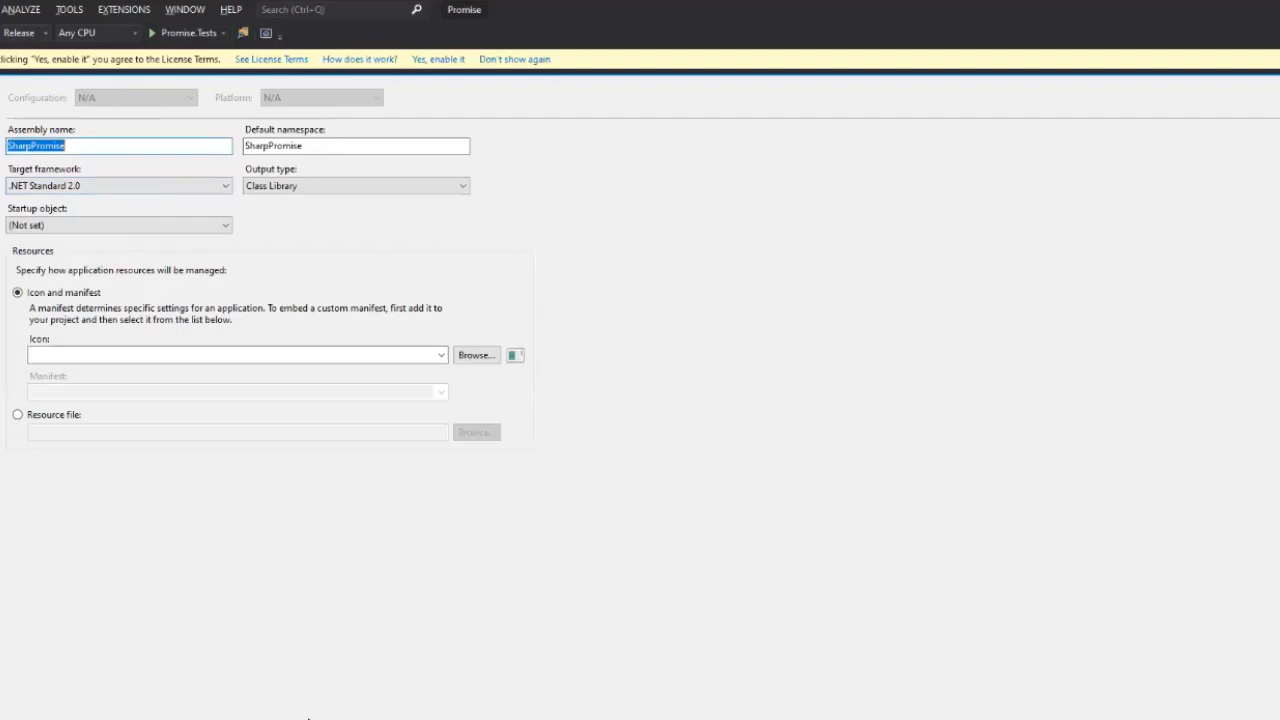 ANALYZE TOOLS EXTENSIONS WINDOW HELP Search (Ctrl+Q) Promise
Release Any CPU Promise.Tests
licking "Yes, enable it" you agree to the License Terms. See License Terms How does it work? Yes, enable it Don't show again
Configuration: N/A Platform: N/A
Assembly name: Default namespace:
SharpPromise SharpPromise
Target framework: Output type:
.NET Standard 2.0 Class Library
Startup object:
(Not set)
Resources
Specify how application resources will be managed:
Icon and manifest
A manifest determines specific settings for an application. To embed a custom manifest, first add it to
your project and then select it from the list below.
Icon:
Browse...
Manifest:
Resource file:
Browse...